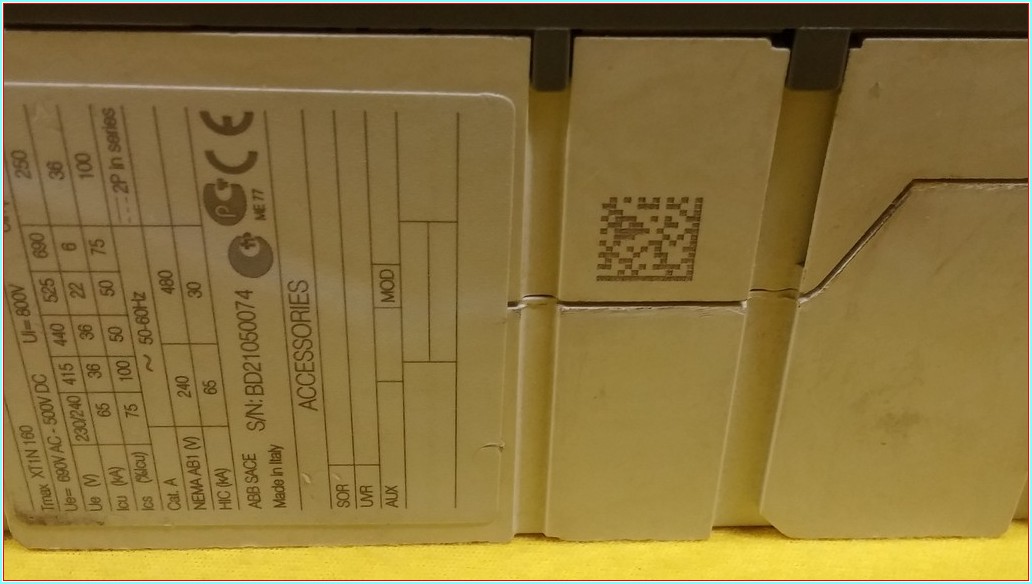 Tmax XT1N 160
Ue= 690V AC - 500V DC Ui= 800V
Ue (V) 230/240 415 440 525 690 250
Icu (kA) 65 36 36 22 6 36
Ics (%Icu) 75 100 50 50 75 100
Cat. A ~ 50-60Hz 2P in series
NEMA AB1 (V) 240 480
HIC (kA) 65 30
ABB SACE S/N: BD21050074
Made in Italy ME 77
ACCESSORIES
SOR
UVR
AUX MOD